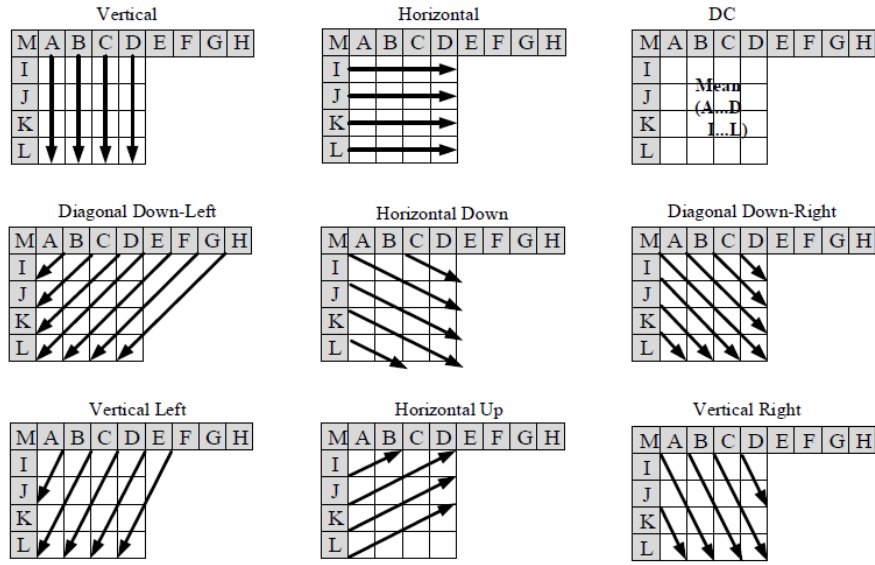 Vertical
M A B C D E F G H
I
J
K
L
Horizontal
M A B C D E F G H
I
J
K
L
DC
M A B C D E F G H
I
J
K
L
Mean
(A...D
I...L)
Diagonal Down-Left
M A B C D E F G H
I
J
K
L
Horizontal Down
M A B C D E F G H
I
J
K
L
Diagonal Down-Right
M A B C D E F G H
I
J
K
L
Vertical Left
M A B C D E F G H
I
J
K
L
Horizontal Up
M A B C D E F G H
I
J
K
L
Vertical Right
M A B C D E F G H
I
J
K
L